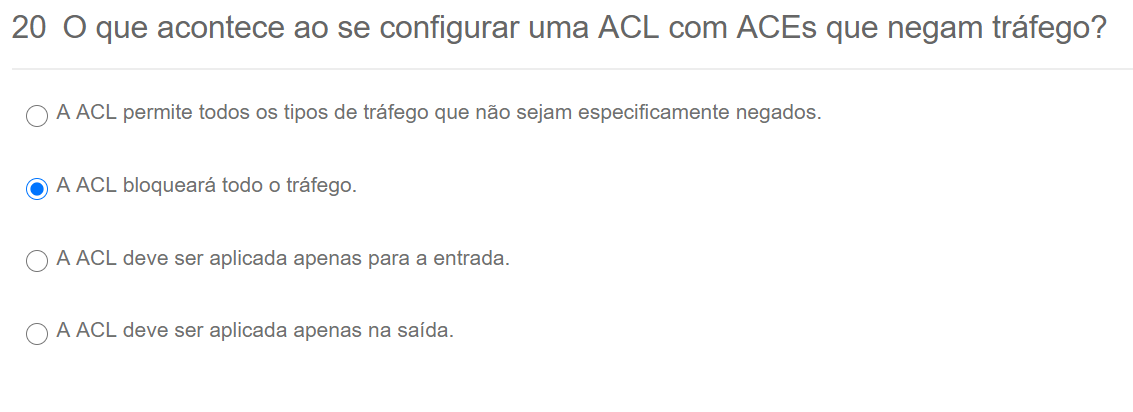 20 O que acontece ao se configurar uma ACL com ACEs que negam tráfego?
A ACL permite todos os tipos de tráfego que não sejam especificamente negados.
A ACL bloqueará todo o tráfego.
A ACL deve ser aplicada apenas para a entrada.
A ACL deve ser aplicada apenas na saída.